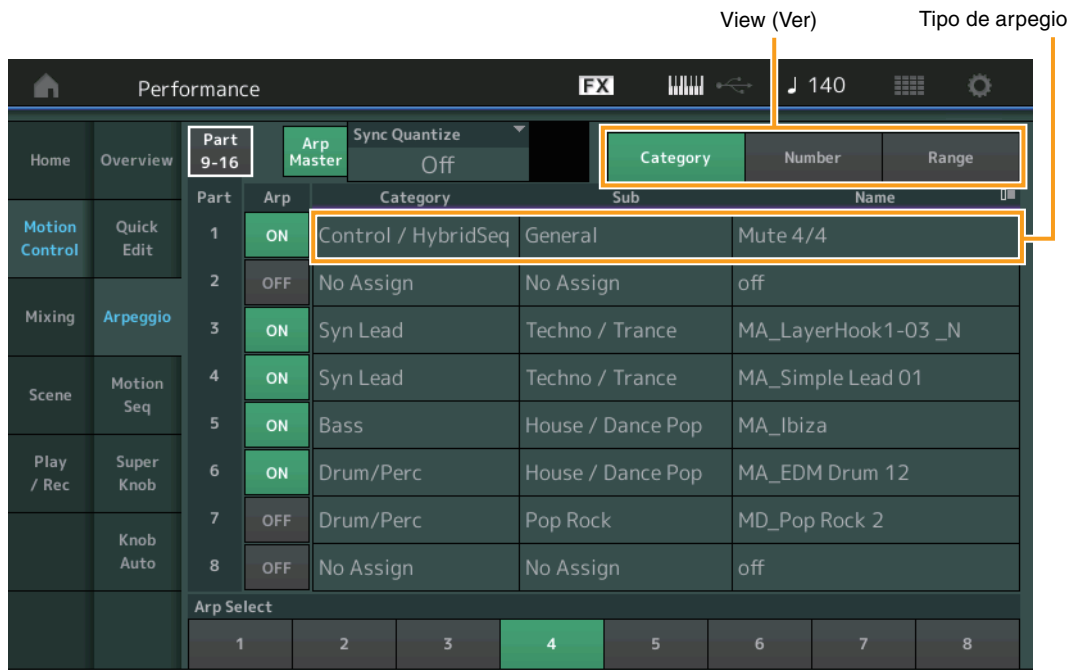 View (Ver)
Tipo de arpegio
Performance
FX
140
Home
Overview
Part 9-16
Arp Master
Sync Quantize
Off
Category
Number
Range
Part
Arp
Category
Sub
Name
Motion Control
Quick Edit
1
ON
Control / HybridSeq
General
Mute 4/4
2
OFF
No Assign
No Assign
off
Mixing
Arpeggio
3
ON
Syn Lead
Techno / Trance
MA_LayerHook1-03 _N
Scene
Motion Seq
4
ON
Syn Lead
Techno / Trance
MA_Simple Lead 01
5
ON
Bass
House / Dance Pop
MA_Ibiza
Play / Rec
Super Knob
6
ON
Drum/Perc
House / Dance Pop
MA_EDM Drum 12
7
OFF
Drum/Perc
Pop Rock
MD_Pop Rock 2
Knob Auto
8
OFF
No Assign
No Assign
off
Arp Select
1
2
3
4
5
6
7
8